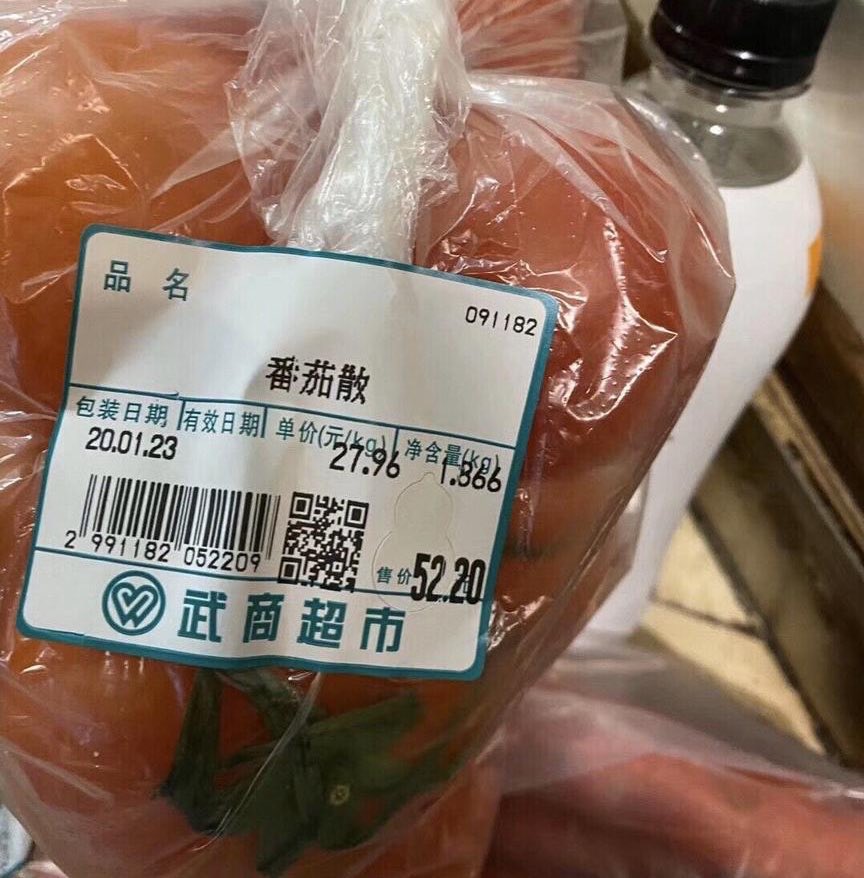 品名
091182
番茄散
包装日期 有效日期 单价(元/kg) 净含量(kg)
20.01.23 27.96 1.866
2 991182 052209
售价 52.20
武商超市